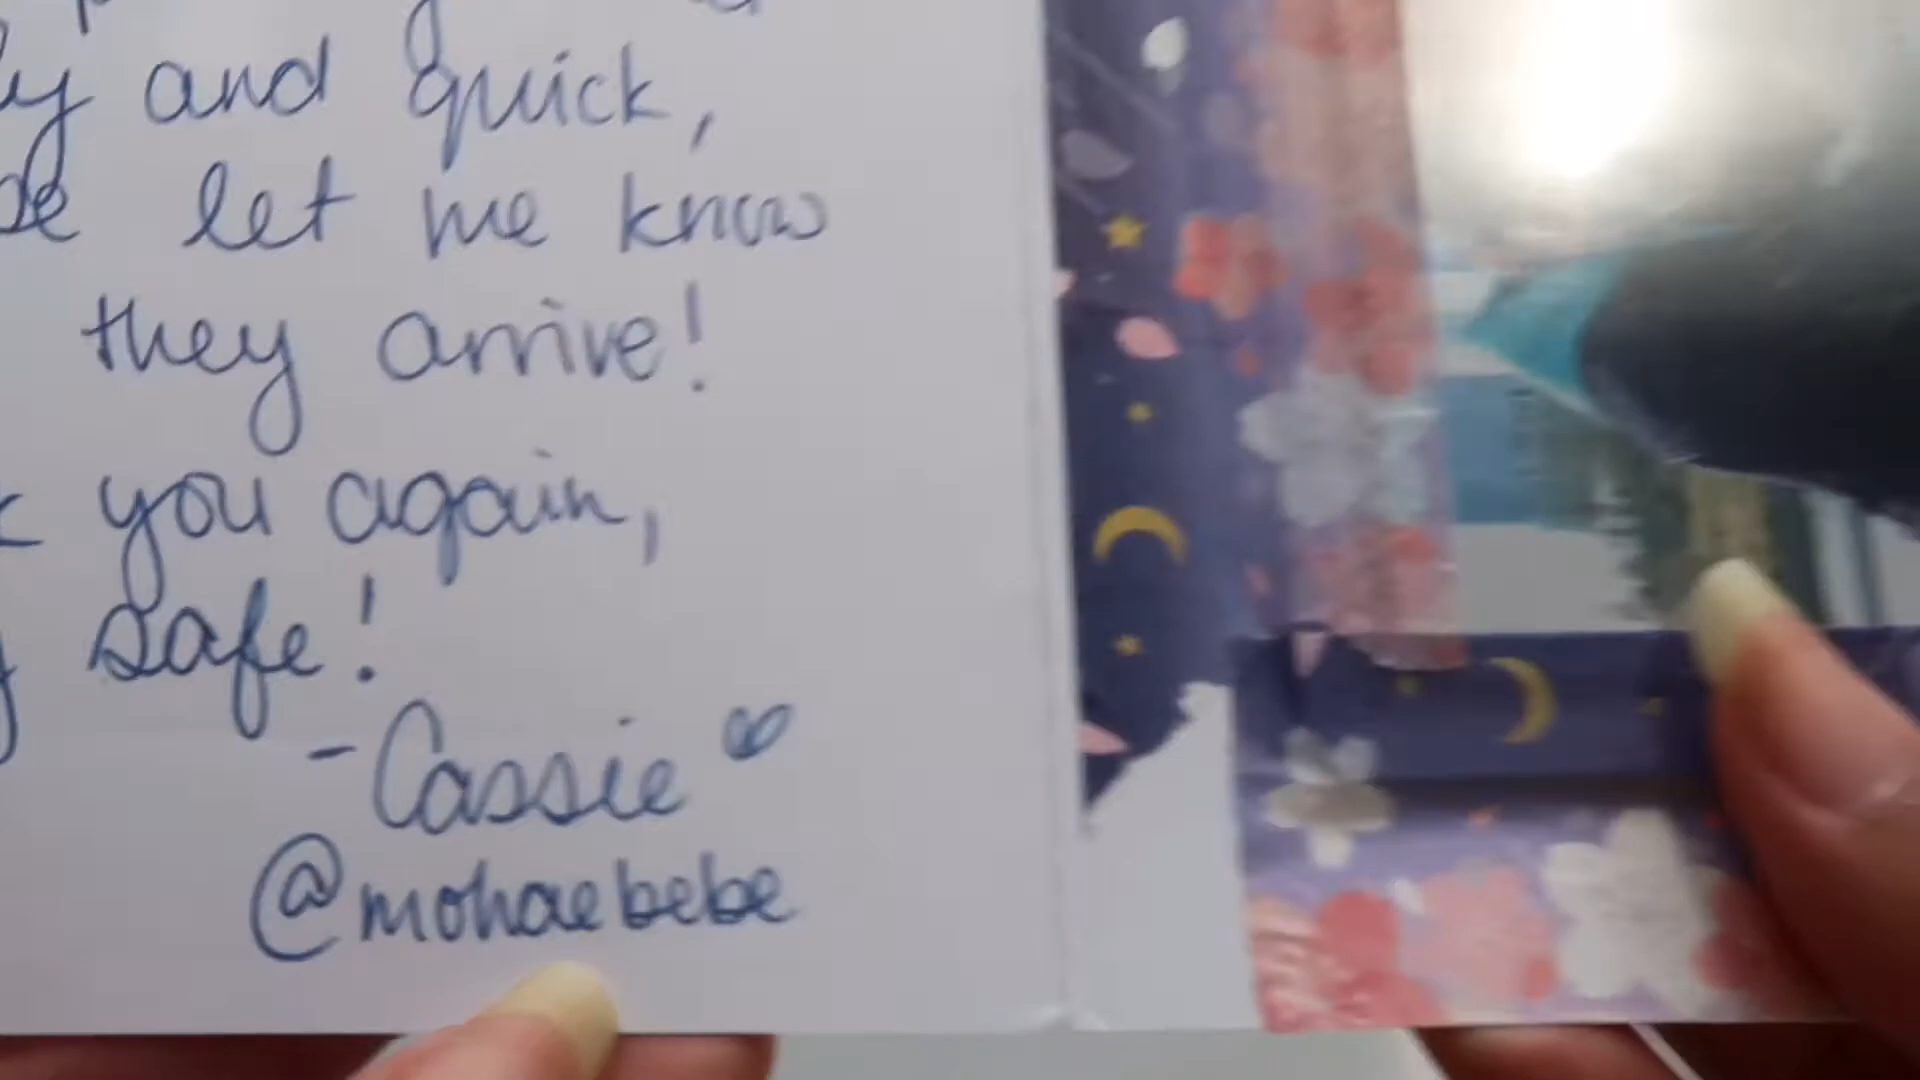 and quick,
let me know
they arrive!
you again,
safe!
- Cassie ♡
@mohaebebe